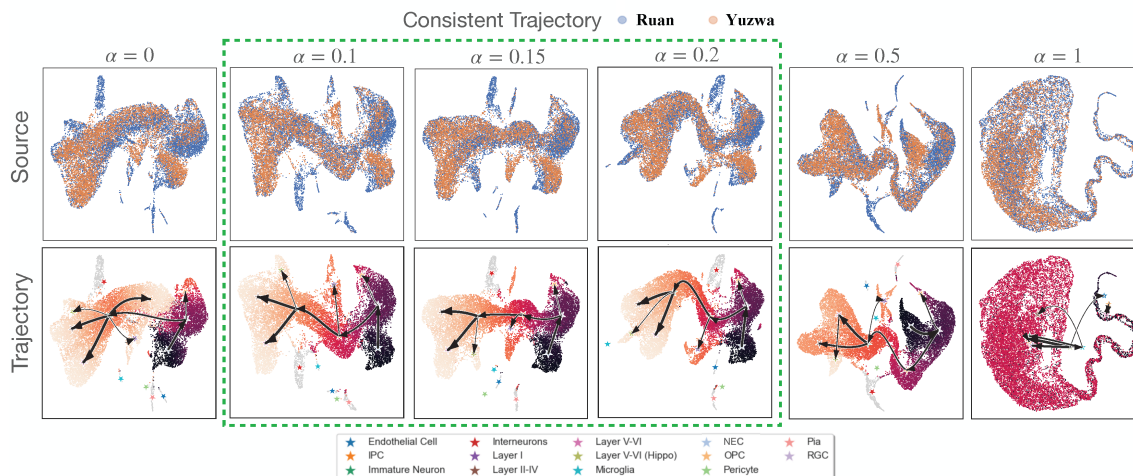 Consistent Trajectory Ruan Yuzwa
α = 0 α = 0.1 α = 0.15 α = 0.2 α = 0.5 α = 1
Source
Trajectory
Endothelial Cell Interneurons Layer V-VI NEC Pia
IPC Layer I Layer V-VI (Hippo) OPC RGC
Immature Neuron Layer II-IV Microglia Pericyte